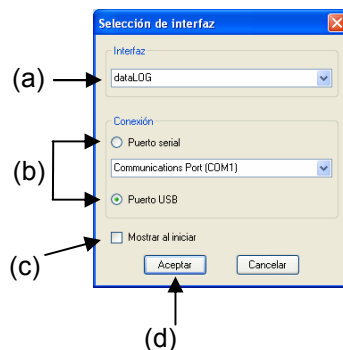 Selección de interfaz
Interfaz
(a)
dataLOG
Conexión
Puerto serial
(b)
Communications Port (COM1)
Puerto USB
Mostrar al iniciar
(c)
Aceptar
Cancelar
(d)